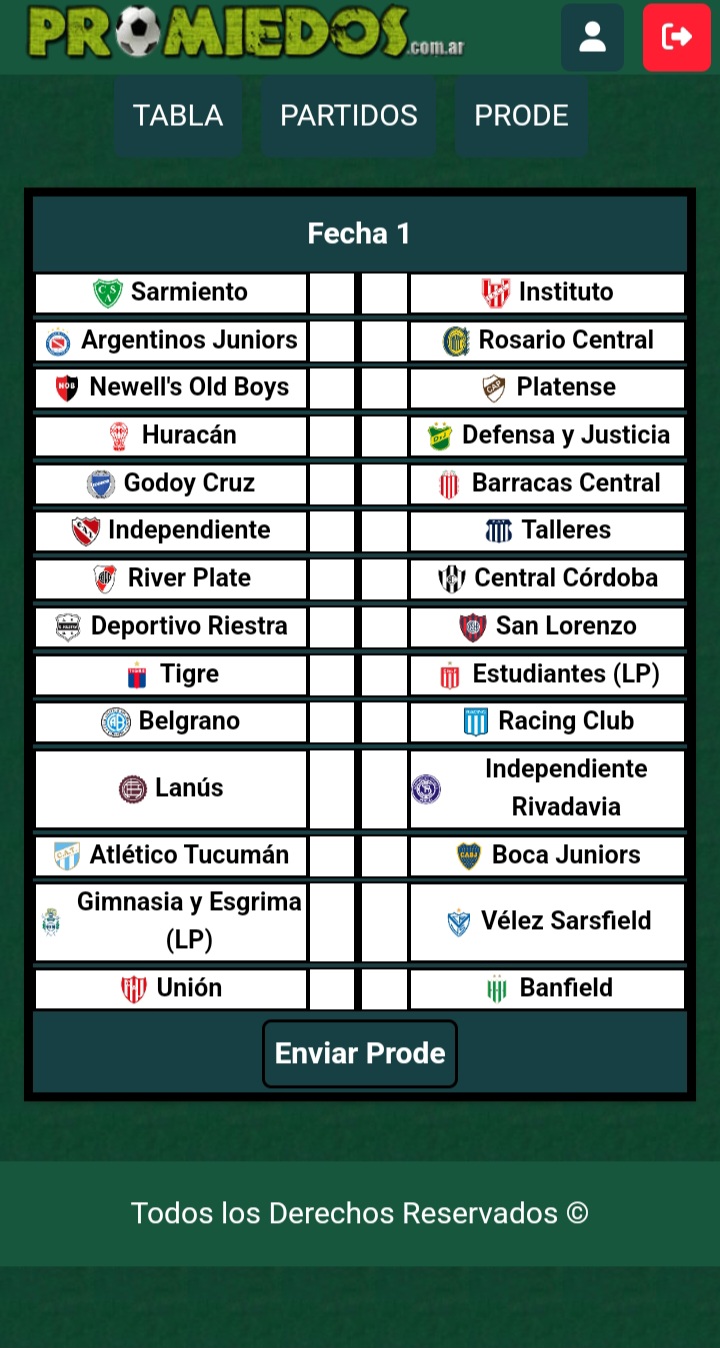 PROMIEDOS.com.ar
TABLA PARTIDOS PRODE
Fecha 1
Sarmiento Instituto
Argentinos Juniors Rosario Central
Newell's Old Boys Platense
Huracán Defensa y Justicia
Godoy Cruz Barracas Central
Independiente Talleres
River Plate Central Córdoba
Deportivo Riestra San Lorenzo
Tigre Estudiantes (LP)
Belgrano Racing Club
Lanús Independiente
Rivadavia
Atlético Tucumán Boca Juniors
Gimnasia y Esgrima
(LP) Vélez Sarsfield
Unión Banfield
Enviar Prode
Todos los Derechos Reservados ©